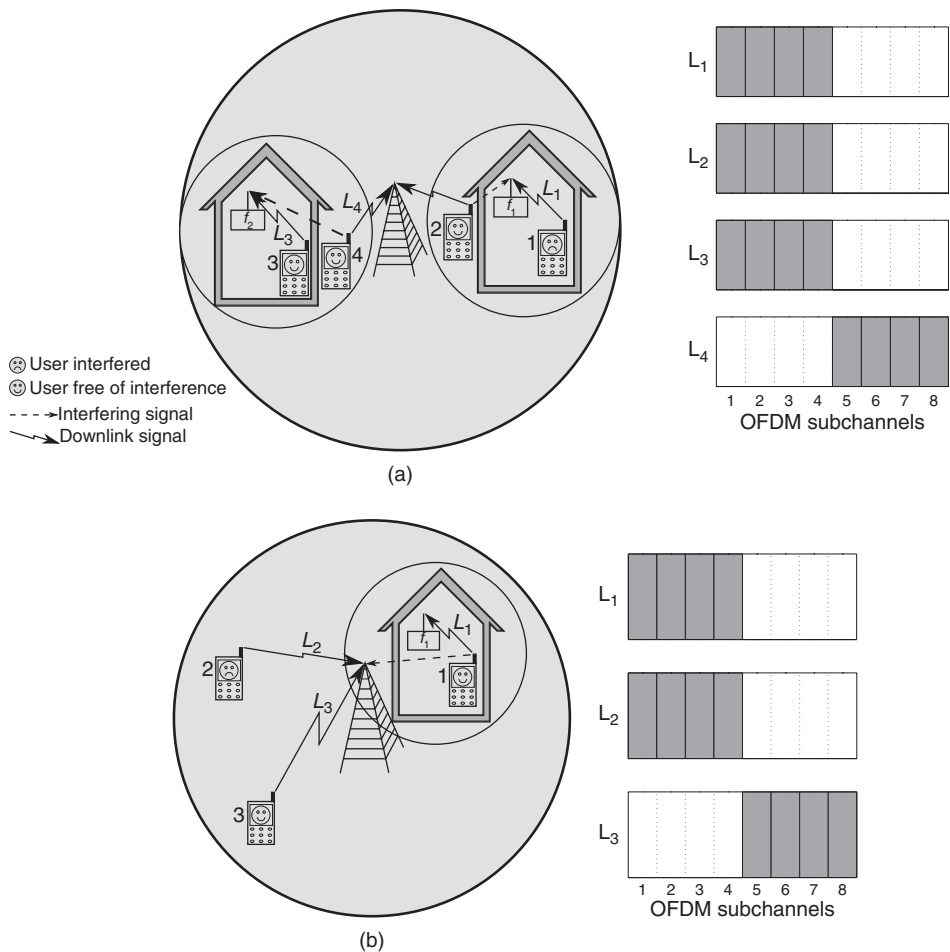 L1
L2
L3
L4
1 2 3 4 5 6 7 8
OFDM subchannels
L4
f2
L3
3
4
2
f1
L1
1
User interfered
User free of interference
Interfering signal
Downlink signal
(a)
L1
L2
L3
1 2 3 4 5 6 7 8
OFDM subchannels
L2
2
L3
3
f1
L1
1
(b)